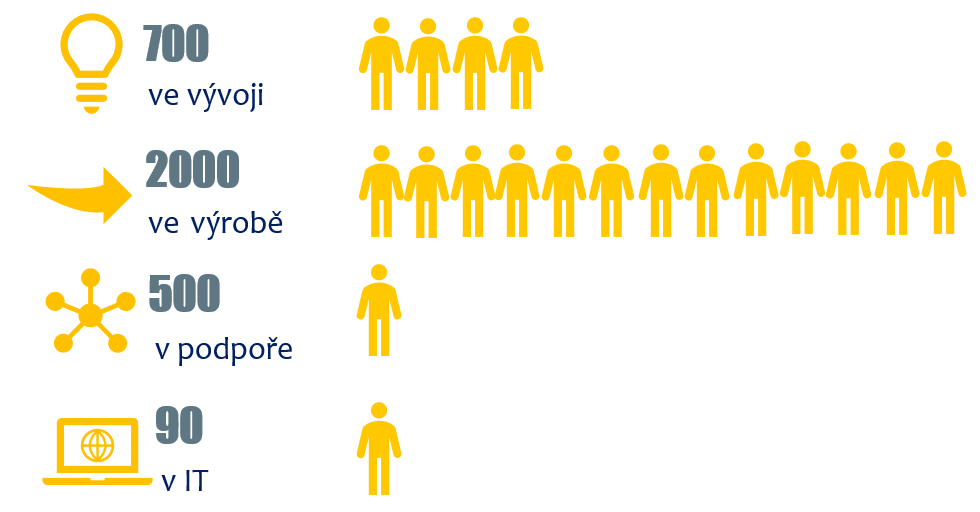 700
ve vývoji
2000
ve výrobě
500
v podpoře
90
v IT